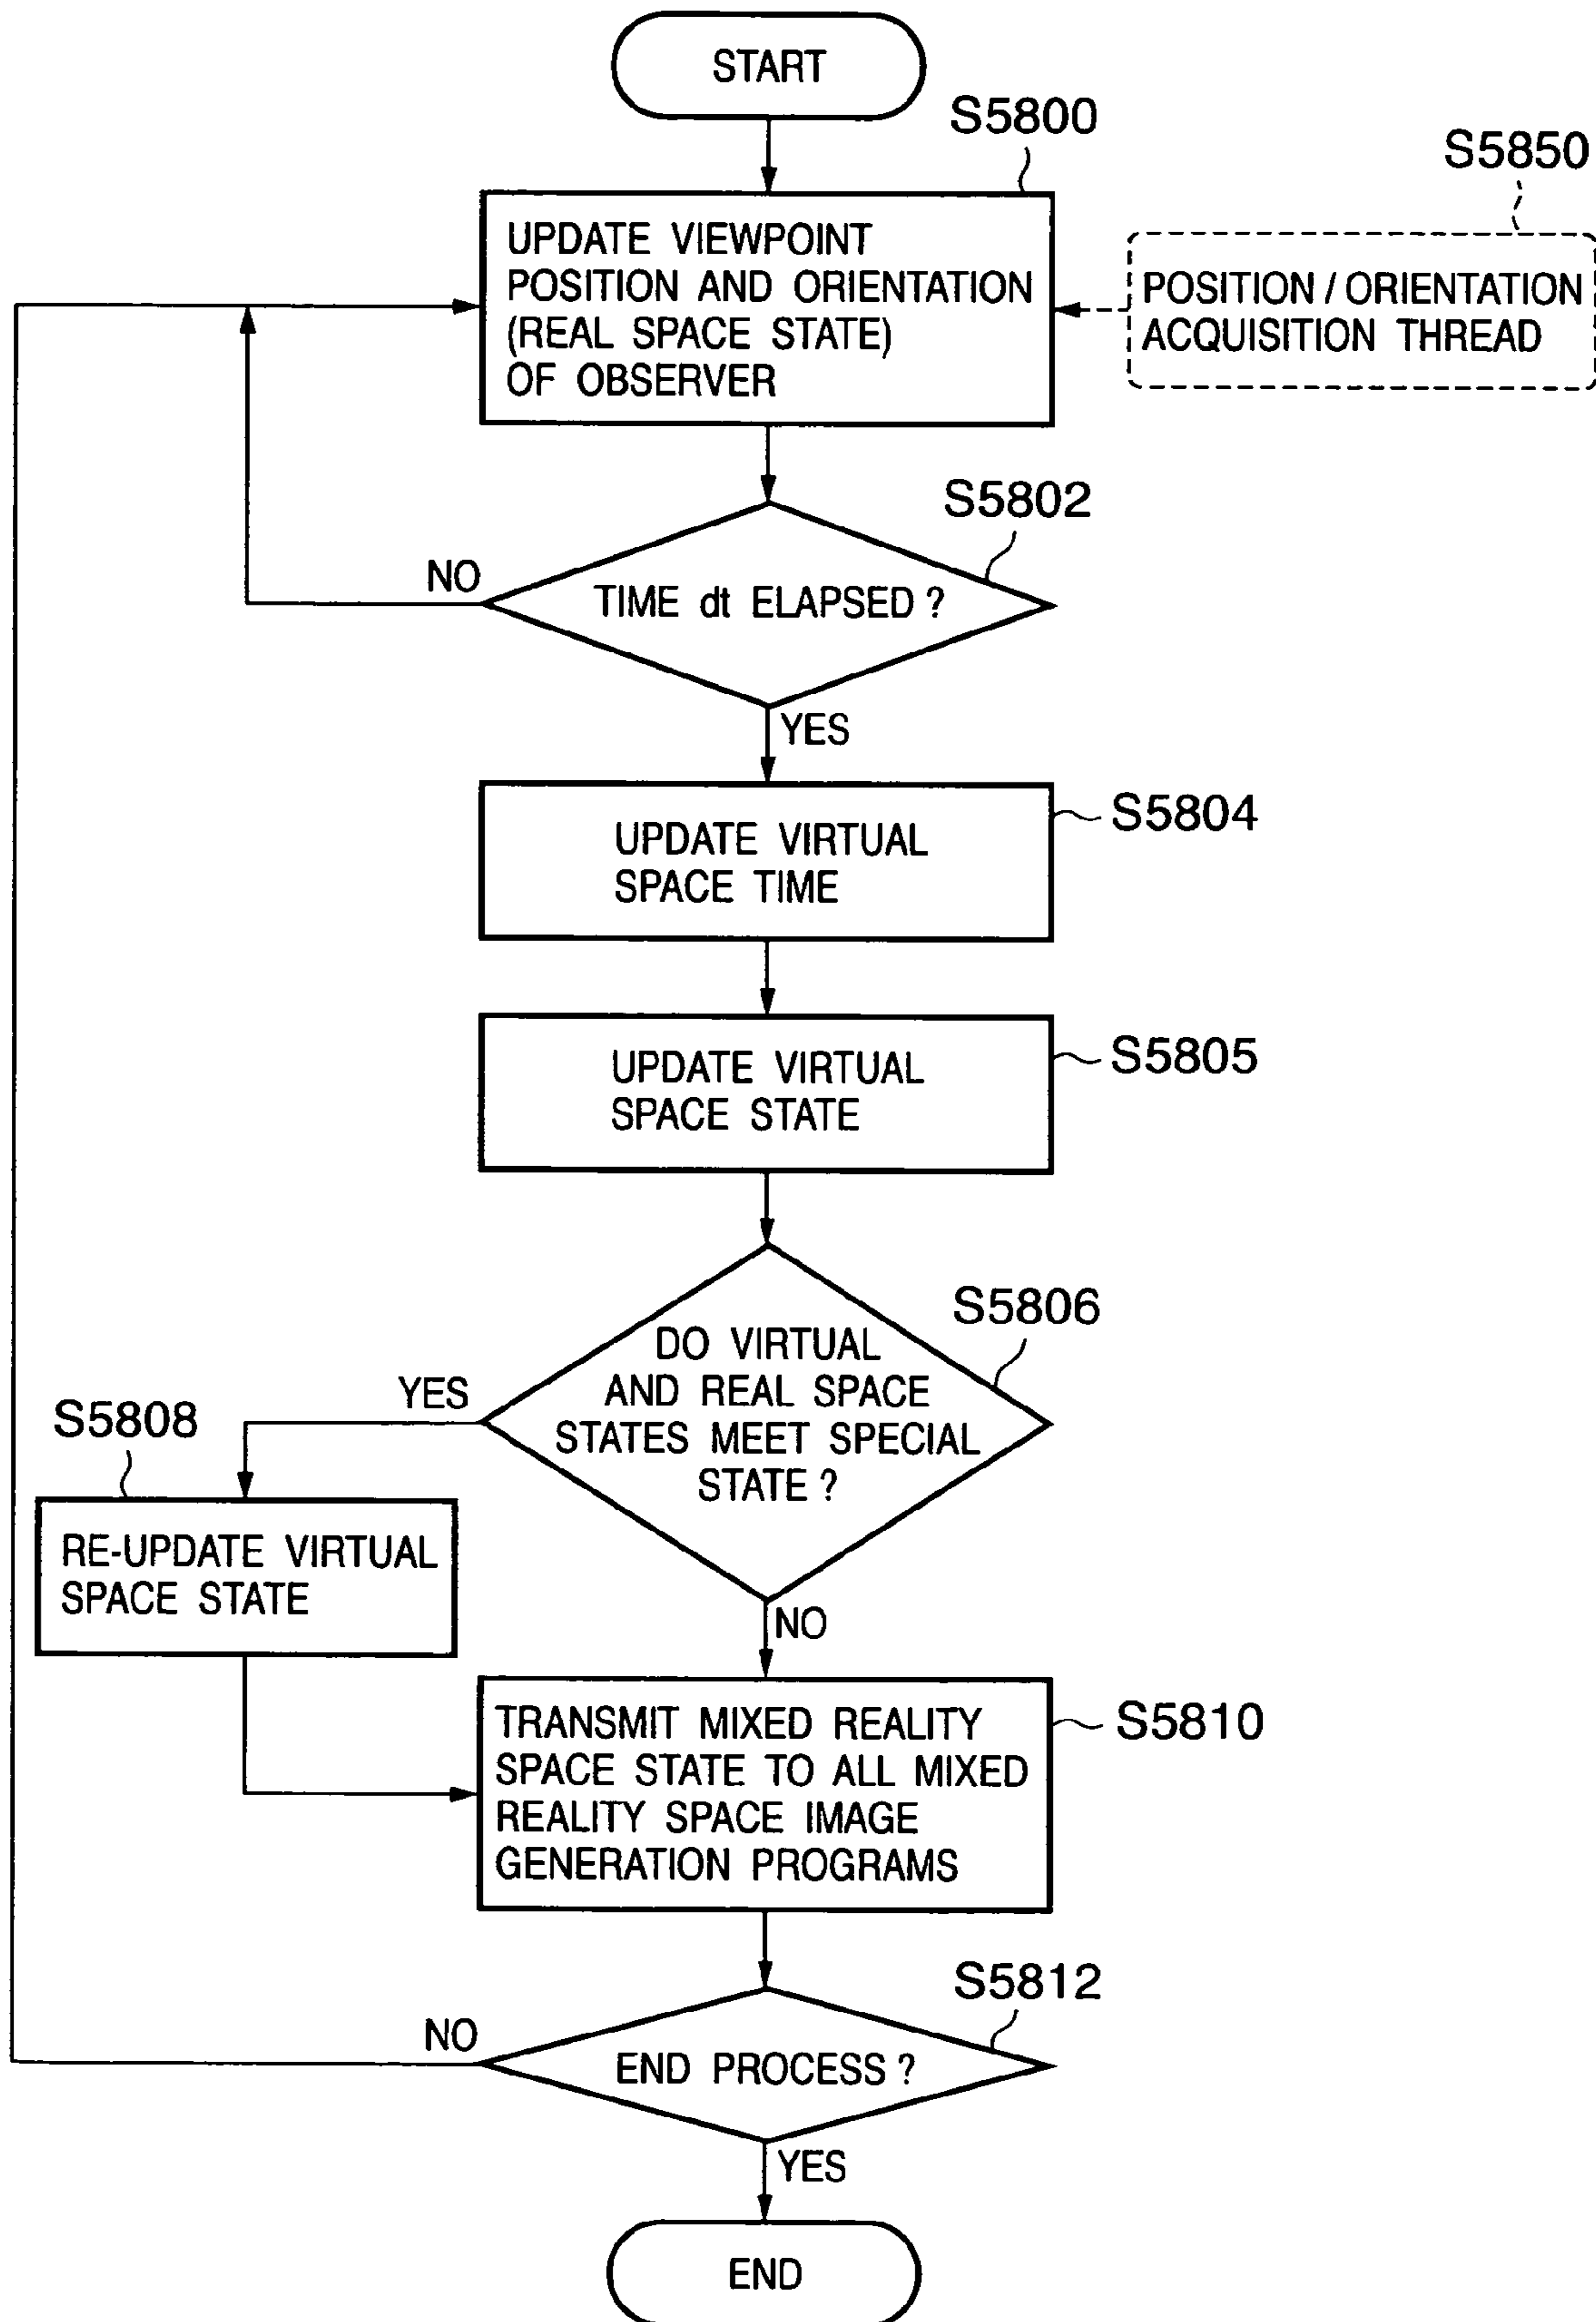 START
S5800
S5850
UPDATE VIEWPOINT
POSITION AND ORIENTATION
(REAL SPACE STATE)
OF OBSERVER
POSITION / ORIENTATION
ACQUISITION THREAD
S5802
NO
TIME dt ELAPSED ?
YES
S5804
UPDATE VIRTUAL
SPACE TIME
S5805
UPDATE VIRTUAL
SPACE STATE
S5806
DO VIRTUAL
AND REAL SPACE
STATES MEET SPECIAL
STATE ?
YES
S5808
RE-UPDATE VIRTUAL
SPACE STATE
NO
S5810
TRANSMIT MIXED REALITY
SPACE STATE TO ALL MIXED
REALITY SPACE IMAGE
GENERATION PROGRAMS
S5812
NO
END PROCESS ?
YES
END